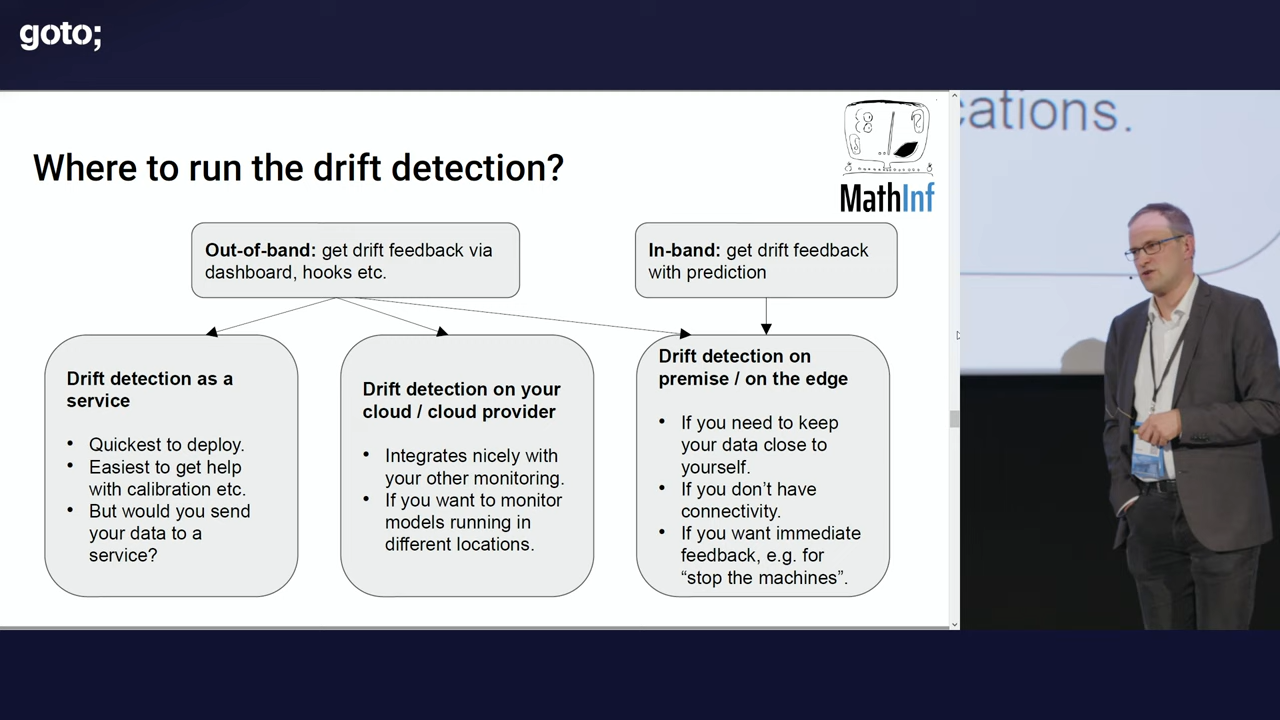 goto;
cations.
Where to run the drift detection?
MathInf
Out-of-band: get drift feedback via
dashboard, hooks etc.
In-band: get drift feedback
with prediction
Drift detection as a
service
• Quickest to deploy.
• Easiest to get help
with calibration etc.
• But would you send
your data to a
service?
Drift detection on your
cloud / cloud provider
• Integrates nicely with
your other monitoring.
• If you want to monitor
models running in
different locations.
Drift detection on
premise / on the edge
• If you need to keep
your data close to
yourself.
• If you don’t have
connectivity.
• If you want immediate
feedback, e.g. for
“stop the machines”.